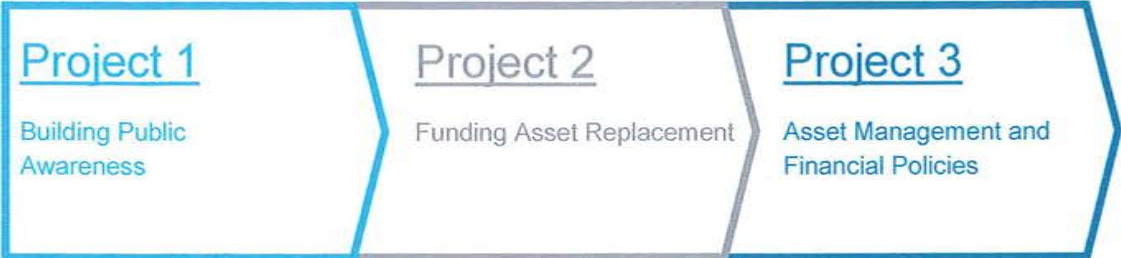 Project 1
Building Public
Awareness
Project 2
Funding Asset Replacement
Project 3
Asset Management and
Financial Policies